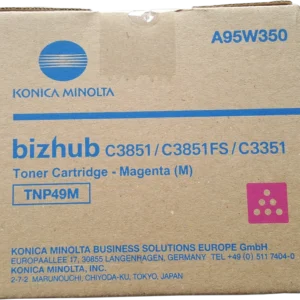 A95W350
KONICA MINOLTA
bizhub C3851 / C3851FS / C3351
Toner Cartridge - Magenta (M)
TNP49M
KONICA MINOLTA BUSINESS SOLUTIONS EUROPE GmbH
EUROPAALLEE 17, 30855 LANGENHAGEN, GERMANY TEL.: +49 (0) 511 7404-0
KONICA MINOLTA, INC.
2-7-2 MARUNOUCHI, CHIYODA-KU, TOKYO, JAPAN